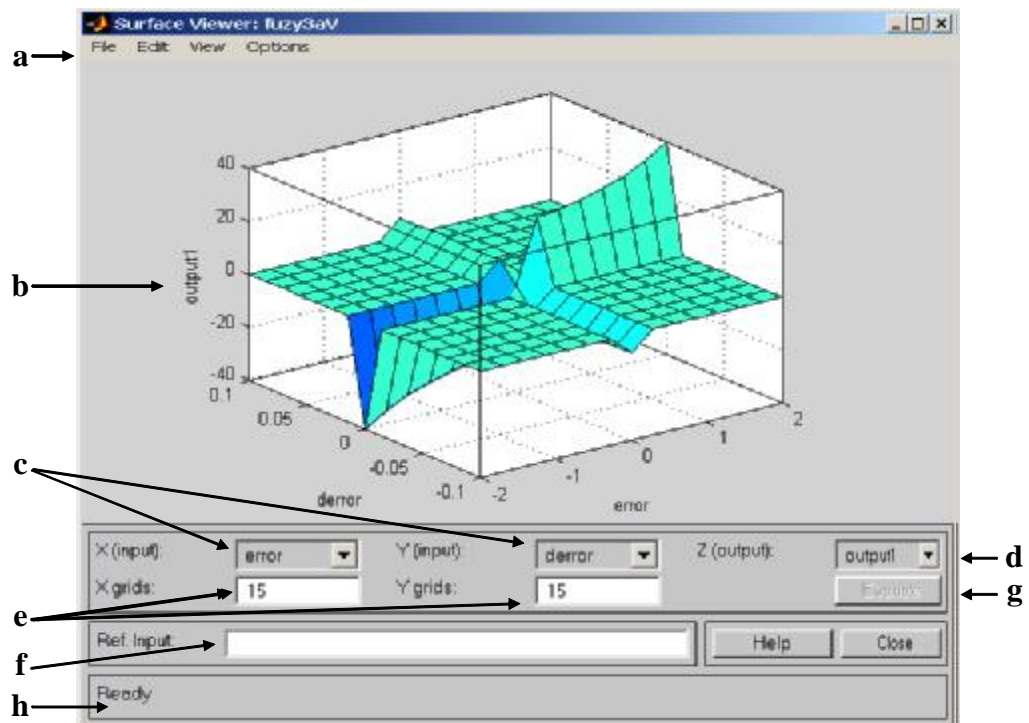 Surface Viewer: fuzy3aV
File Edit View Options
a
b
output1
40
20
0
-20
-40
0.1
0.05
0
-0.05
-0.1
derror
-2
-1
0
1
2
error
c
X (input): error Y (input): derror Z (output): output1
d
X grids: 15 Y grids: 15
e
g
Ref. Input: Help Close
f
Ready
h